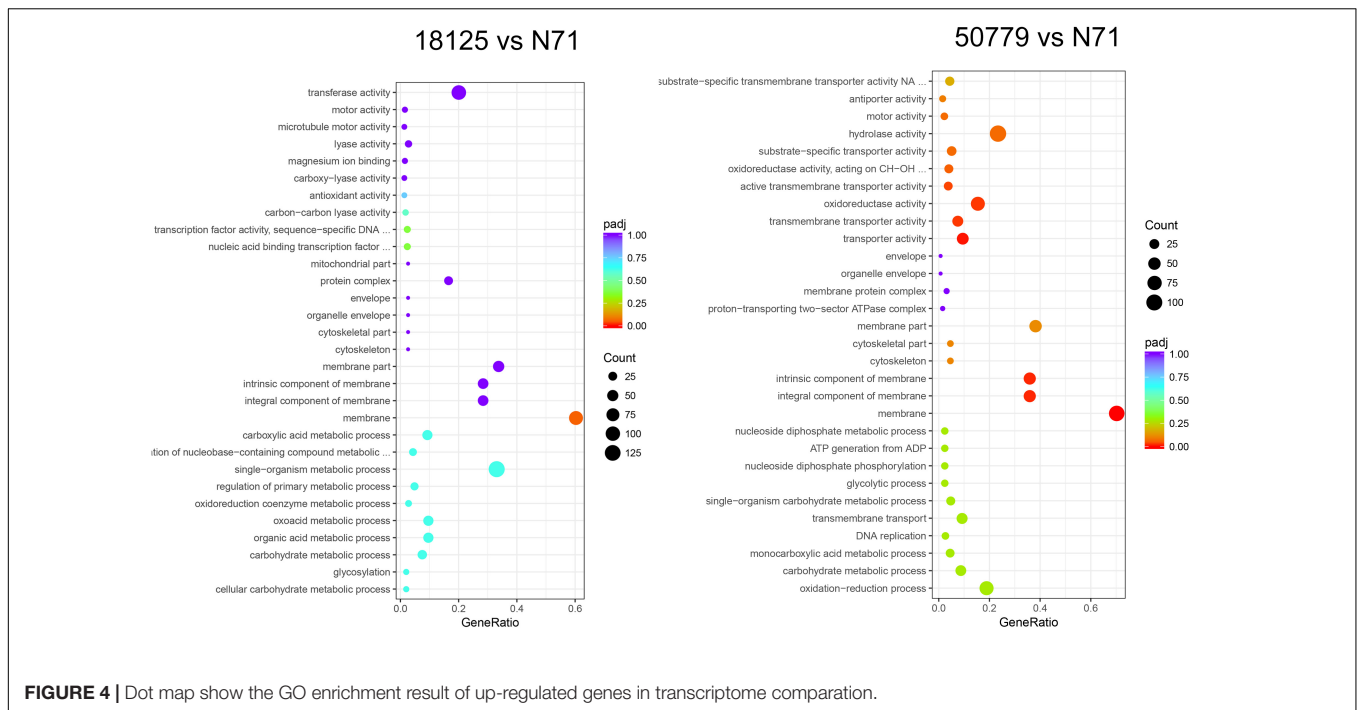 18125 vs N71
transferase activity
motor activity
microtubule motor activity
lyase activity
magnesium ion binding
carboxy−lyase activity
antioxidant activity
carbon−carbon lyase activity
transcription factor activity, sequence−specific DNA ...
nucleic acid binding transcription factor ...
mitochondrial part
protein complex
envelope
organelle envelope
cytoskeletal part
cytoskeleton
membrane part
intrinsic component of membrane
integral component of membrane
membrane
carboxylic acid metabolic process
ation of nucleobase−containing compound metabolic ...
single−organism metabolic process
regulation of primary metabolic process
oxidoreduction coenzyme metabolic process
oxoacid metabolic process
organic acid metabolic process
carbohydrate metabolic process
glycosylation
cellular carbohydrate metabolic process
0.0 0.2 0.4 0.6
GeneRatio
padj
1.00
0.75
0.50
0.25
0.00
Count
25
50
75
100
125
50779 vs N71
substrate−specific transmembrane transporter activity NA ...
antiporter activity
motor activity
hydrolase activity
substrate−specific transporter activity
oxidoreductase activity, acting on CH−OH ...
active transmembrane transporter activity
oxidoreductase activity
transmembrane transporter activity
transporter activity
envelope
organelle envelope
membrane protein complex
proton−transporting two−sector ATPase complex
membrane part
cytoskeletal part
cytoskeleton
intrinsic component of membrane
integral component of membrane
membrane
nucleoside diphosphate metabolic process
ATP generation from ADP
nucleoside diphosphate phosphorylation
glycolytic process
single−organism carbohydrate metabolic process
transmembrane transport
DNA replication
monocarboxylic acid metabolic process
carbohydrate metabolic process
oxidation−reduction process
0.0 0.2 0.4 0.6
GeneRatio
Count
25
50
75
100
padj
1.00
0.75
0.50
0.25
0.00
FIGURE 4 | Dot map show the GO enrichment result of up-regulated genes in transcriptome comparation.